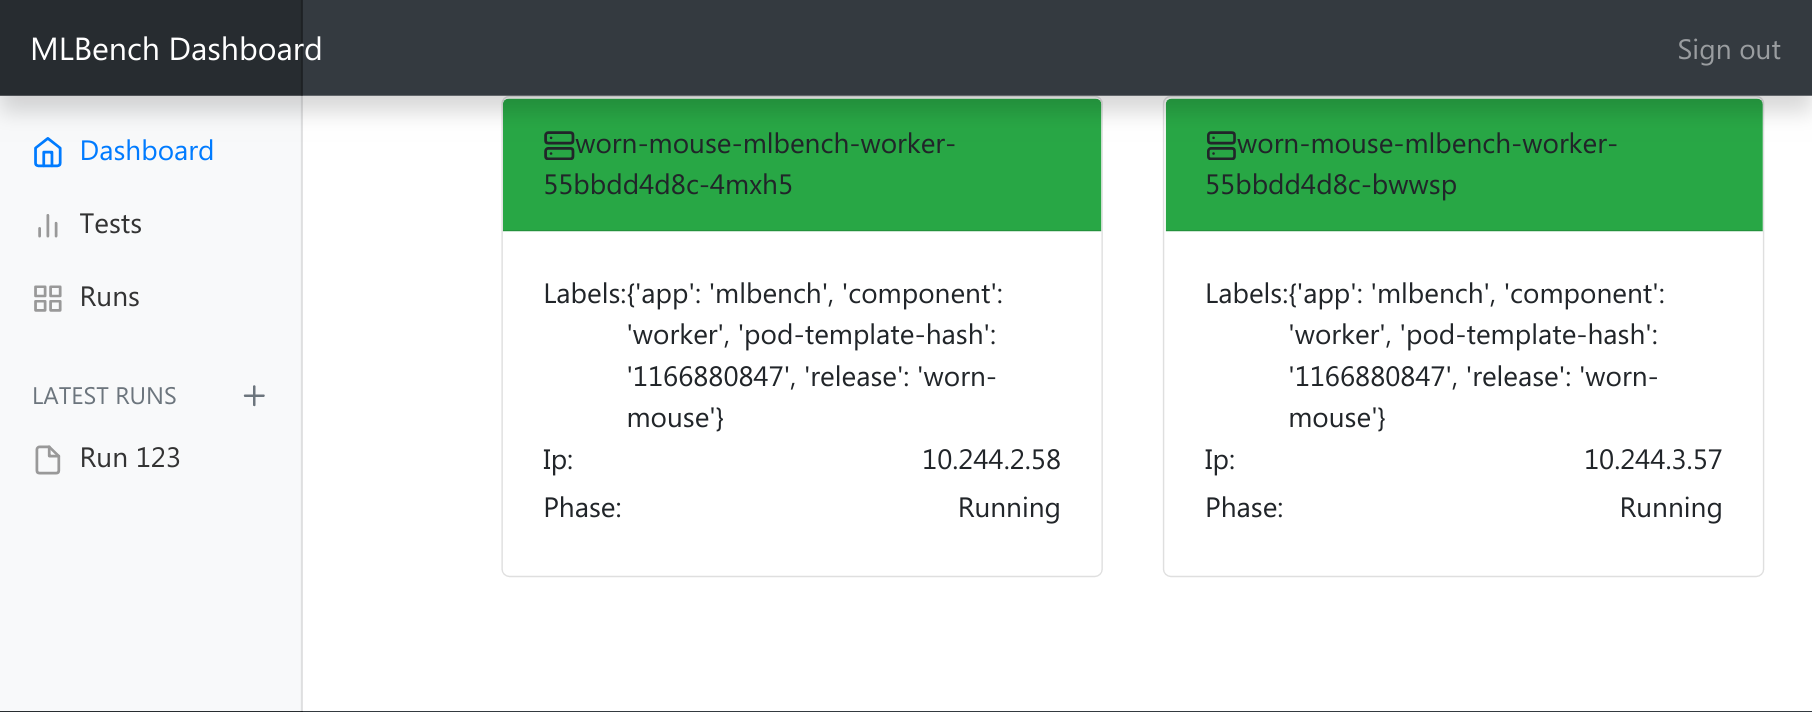 MLBench Dashboard
Sign out
Dashboard
Tests
Runs
LATEST RUNS
Run 123
worn-mouse-mlbench-worker-
55bbdd4d8c-4mxh5
Labels:{'app': 'mlbench', 'component':
'worker', 'pod-template-hash':
'1166880847', 'release': 'worn-
mouse'}
Ip: 10.244.2.58
Phase: Running
worn-mouse-mlbench-worker-
55bbdd4d8c-bwwsp
Labels:{'app': 'mlbench', 'component':
'worker', 'pod-template-hash':
'1166880847', 'release': 'worn-
mouse'}
Ip: 10.244.3.57
Phase: Running